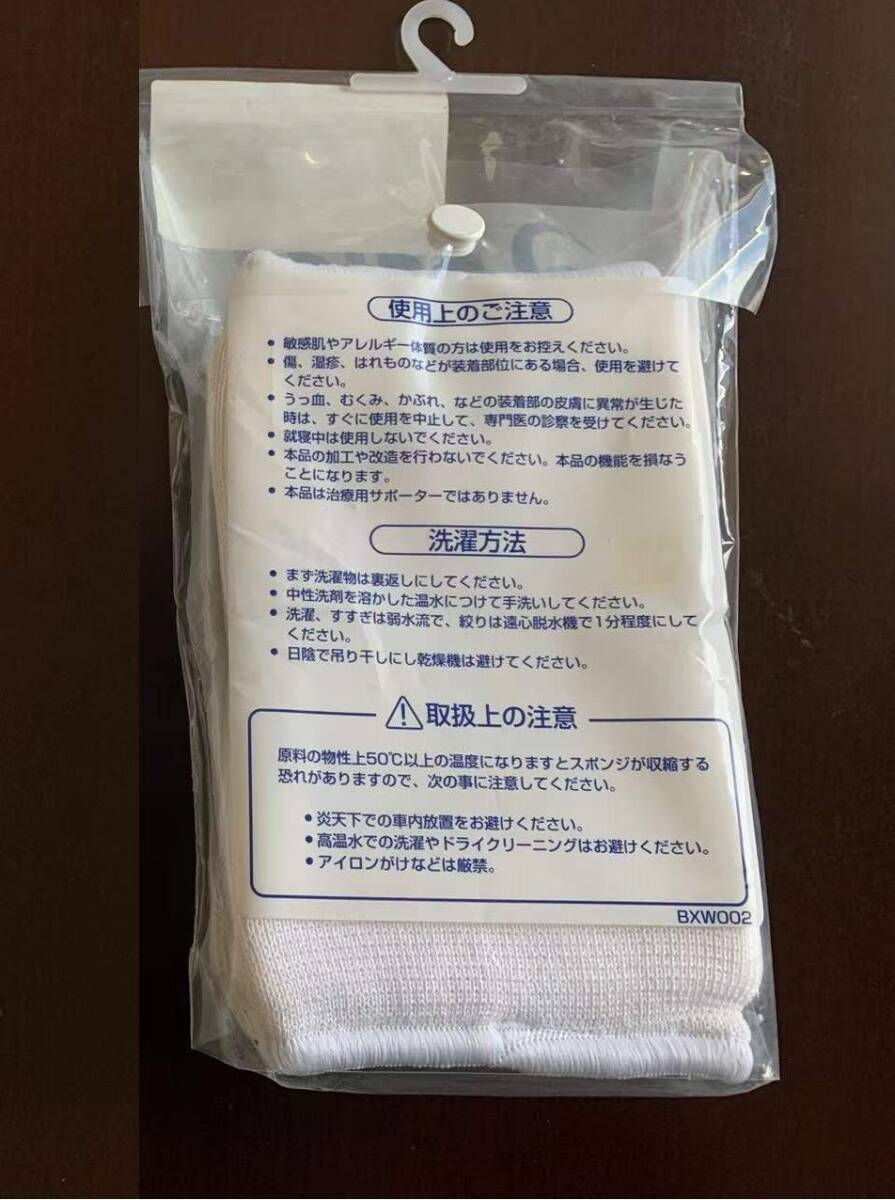 使用上のご注意
● 敏感肌やアレルギー体質の方は使用をお控えください。
● 傷、湿疹、はれものなどが装着部位にある場合、使用を避けて
ください。
● うっ血、むくみ、かぶれ、などの装着部の皮膚に異常が生じた
時は、すぐに使用を中止して、専門医の診察を受けてください。
● 就寝中は使用しないでください。
● 本品の加工や改造を行わないでください。本品の機能を損なう
ことになります。
● 本品は治療用サポーターではありません。
洗濯方法
● まず洗濯物は裏返しにしてください。
● 中性洗剤を溶かした温水につけて手洗いしてください。
● 洗濯、すすぎは弱水流で、絞りは遠心脱水機で1分程度にして
ください。
● 日陰で吊り干しにし乾燥機は避けてください。
⚠取扱上の注意
原料の物性上50℃以上の温度になりますとスポンジが収縮する
恐れがありますので、次の事に注意してください。
●炎天下での車内放置をお避けください。
●高温水での洗濯やドライクリーニングはお避けください。
●アイロンがけなどは厳禁。
BXW002